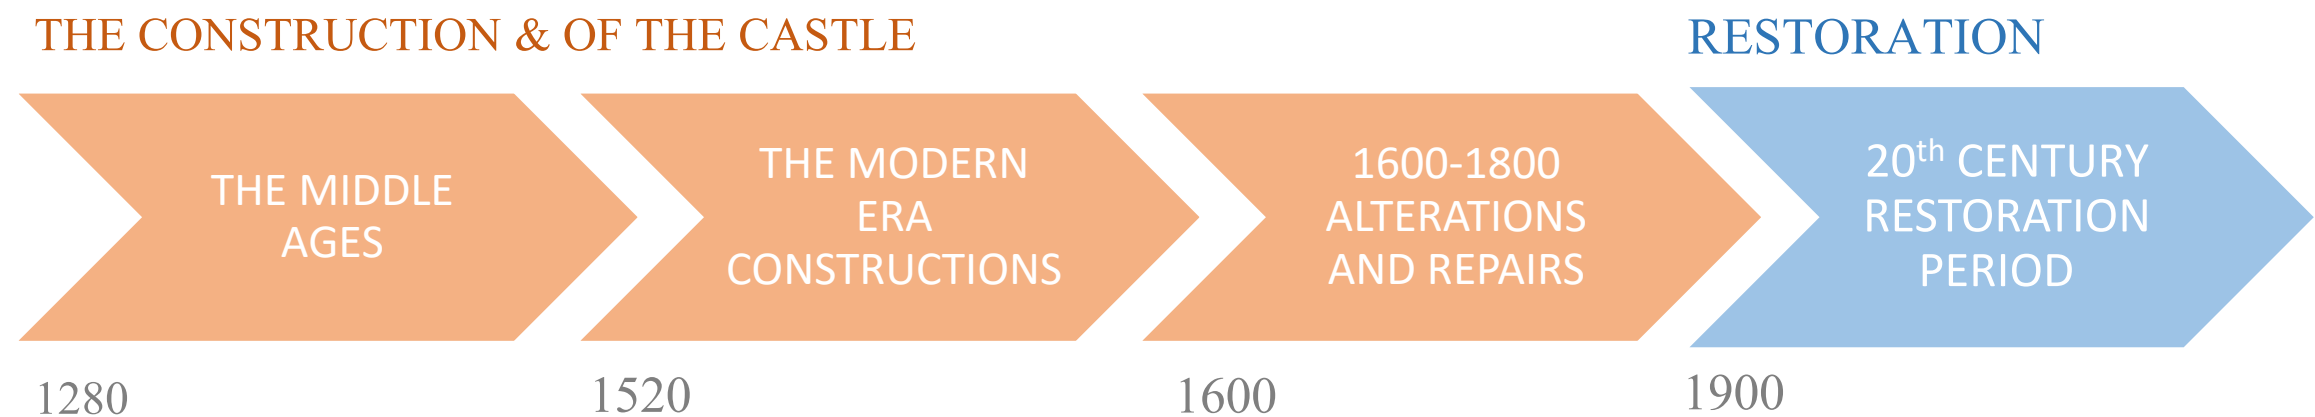 THE CONSTRUCTION & OF THE CASTLE
RESTORATION
THE MIDDLE
AGES
THE MODERN
ERA
CONSTRUCTIONS
1600-1800
ALTERATIONS
AND REPAIRS
20th CENTURY
RESTORATION
PERIOD
1280
1520
1600
1900